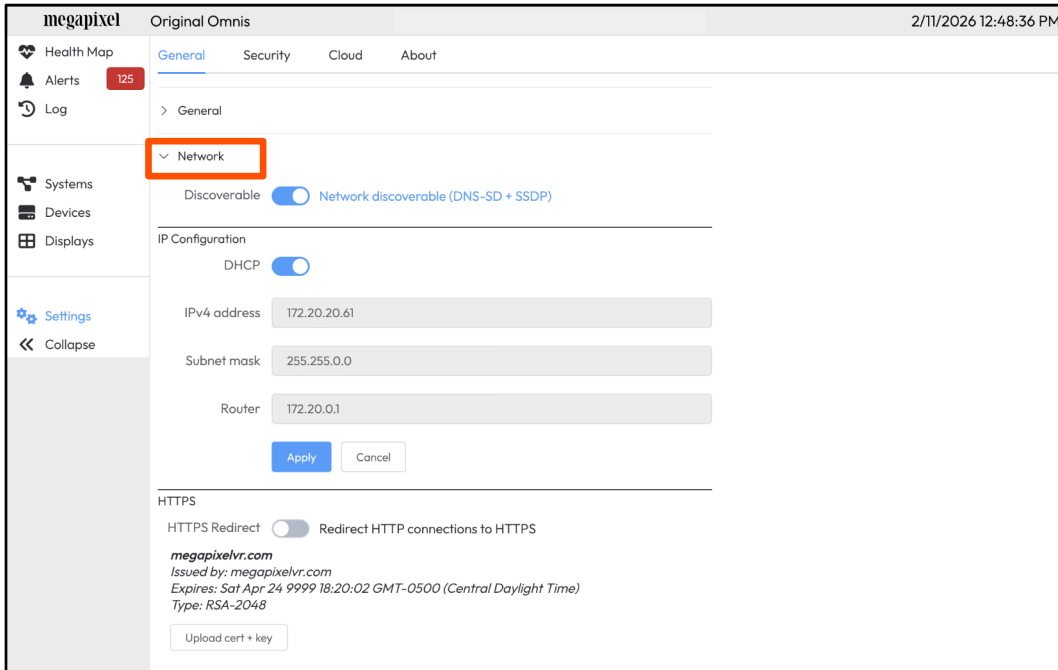 megapixel
Original Omnis
2/11/2026 12:48:36 PM
Health Map
Alerts 125
Log
Systems
Devices
Displays
Settings
Collapse
General Security Cloud About
General
Network
Discoverable Network discoverable (DNS-SD + SSDP)
IP Configuration
DHCP
IPv4 address 172.20.20.61
Subnet mask 255.255.0.0
Router 172.20.0.1
Apply Cancel
HTTPS
HTTPS Redirect Redirect HTTP connections to HTTPS
megapixelvr.com
Issued by: megapixelvr.com
Expires: Sat Apr 24 9999 18:20:02 GMT-0500 (Central Daylight Time)
Type: RSA-2048
Upload cert + key